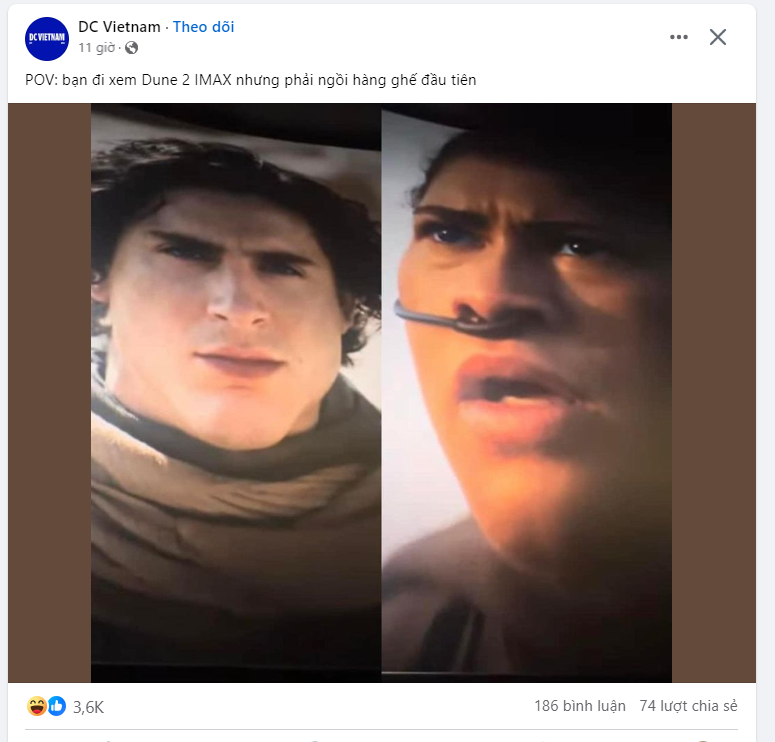 DC VIETNAM
DC Vietnam · Theo dõi
11 giờ ·
POV: bạn đi xem Dune 2 IMAX nhưng phải ngồi hàng ghế đầu tiên
3,6K
186 bình luận 74 lượt chia sẻ